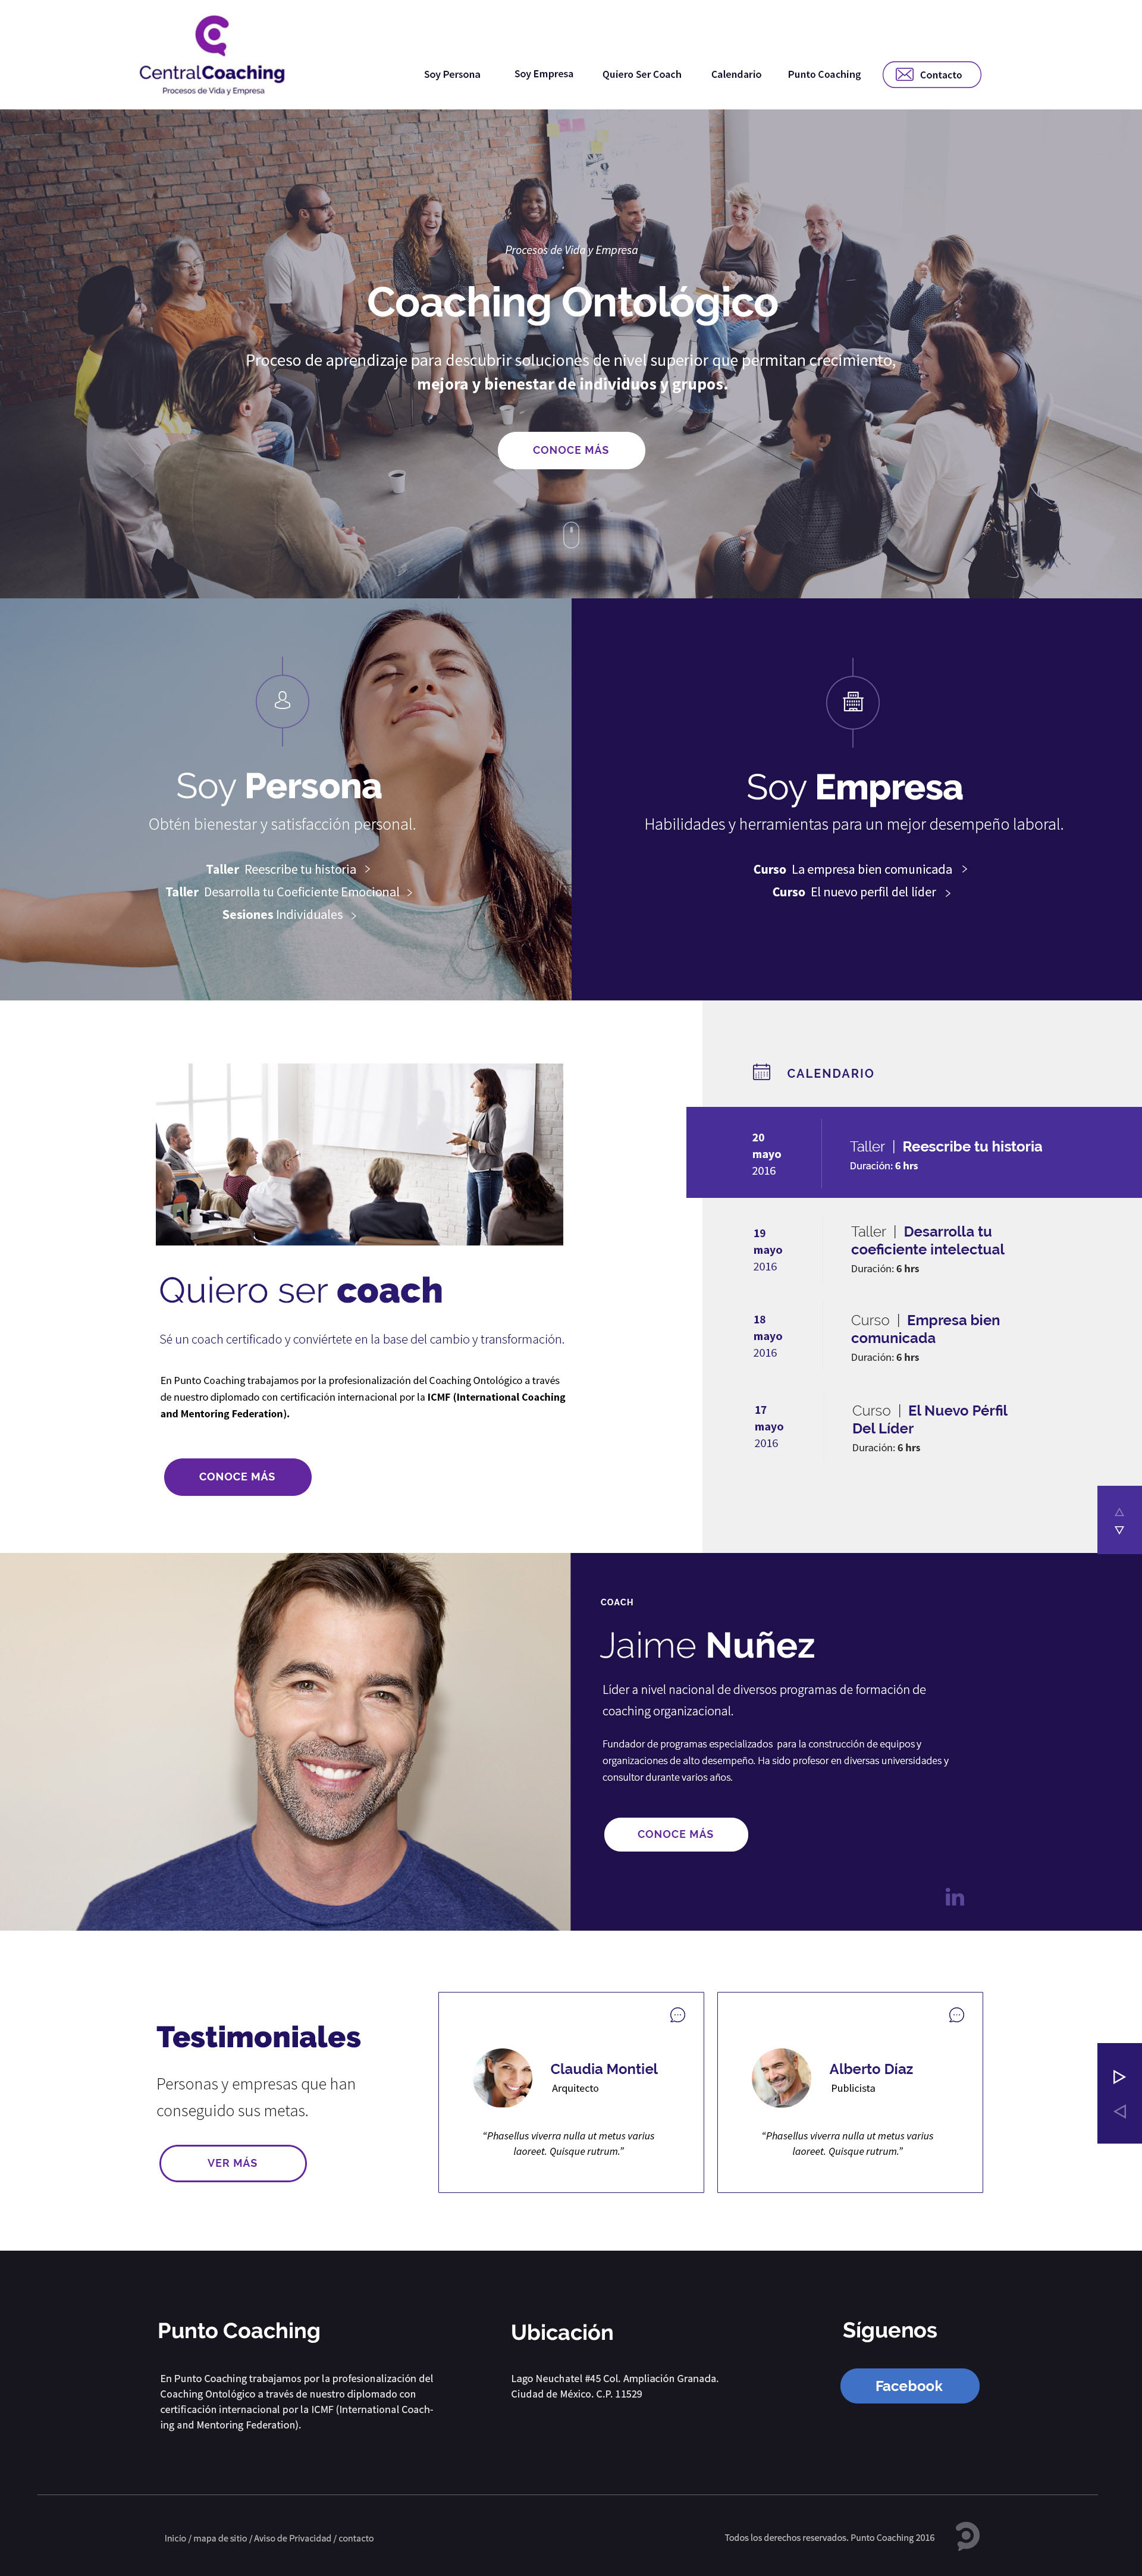 CentralCoaching
Procesos de Vida y Empresa
Soy Persona
Soy Empresa
Quiero Ser Coach
Calendario
Punto Coaching
Contacto
Procesos de Vida y Empresa
Coaching Ontológico
Proceso de aprendizaje para descubrir soluciones de nivel superior que permitan crecimiento,
mejora y bienestar de individuos y grupos.
CONOCE MÁS
Soy Persona
Obtén bienestar y satisfacción personal.
Taller Reescribe tu historia
Taller Desarrolla tu Coeficiente Emocional
Sesiones Individuales
Soy Empresa
Habilidades y herramientas para un mejor desempeño laboral.
Curso La empresa bien comunicada
Curso El nuevo perfil del líder
Quiero ser coach
Sé un coach certificado y conviértete en la base del cambio y transformación.
En Punto Coaching trabajamos por la profesionalización del Coaching Ontológico a través
de nuestro diplomado con certificación internacional por la ICMF (International Coaching
and Mentoring Federation).
CONOCE MÁS
CALENDARIO
20
mayo
2016
Taller | Reescribe tu historia
Duración: 6 hrs
19
mayo
2016
Taller | Desarrolla tu
coeficiente intelectual
Duración: 6 hrs
18
mayo
2016
Curso | Empresa bien
comunicada
Duración: 6 hrs
17
mayo
2016
Curso | El Nuevo Pérfil
Del Líder
Duración: 6 hrs
COACH
Jaime Nuñez
Líder a nivel nacional de diversos programas de formación de
coaching organizacional.
Fundador de programas especializados para la construcción de equipos y
organizaciones de alto desempeño. Ha sido profesor en diversas universidades y
consultor durante varios años.
CONOCE MÁS
in
Testimoniales
Personas y empresas que han
conseguido sus metas.
VER MÁS
Claudia Montiel
Arquitecto
“Phasellus viverra nulla ut metus varius
laoreet. Quisque rutrum.”
Alberto Díaz
Publicista
“Phasellus viverra nulla ut metus varius
laoreet. Quisque rutrum.”
Punto Coaching
En Punto Coaching trabajamos por la profesionalización del
Coaching Ontológico a través de nuestro diplomado con
certificación internacional por la ICMF (International Coach-
ing and Mentoring Federation).
Ubicación
Lago Neuchatel #45 Col. Ampliación Granada.
Ciudad de México. C.P. 11529
Síguenos
Facebook
Inicio / mapa de sitio / Aviso de Privacidad / contacto
Todos los derechos reservados. Punto Coaching 2016